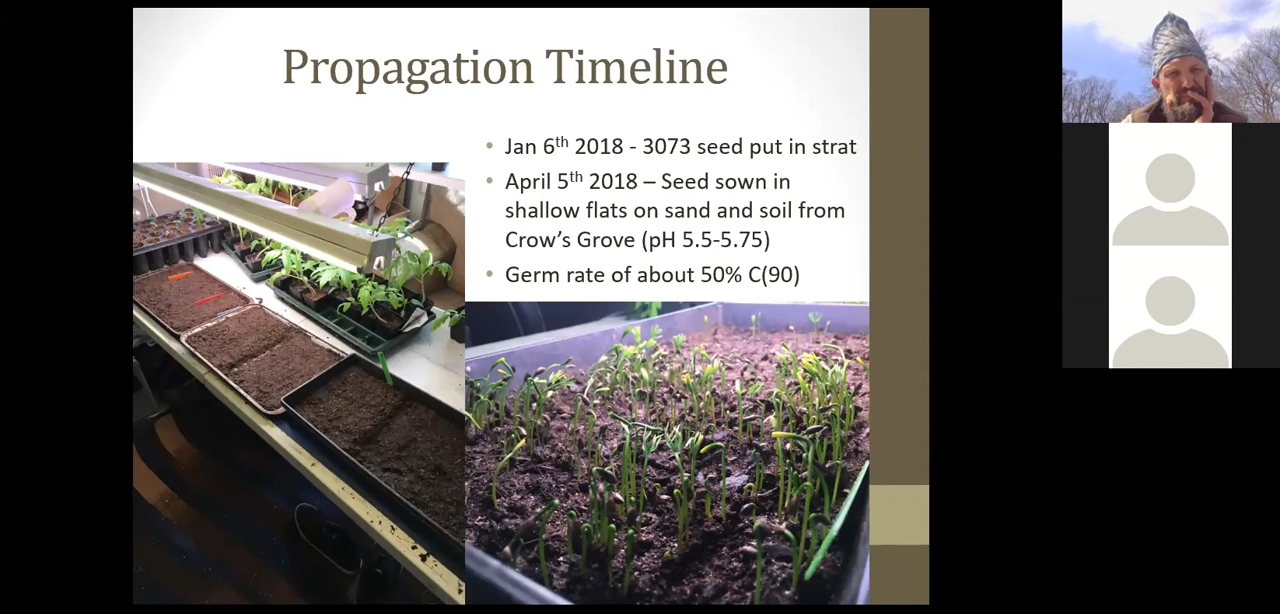 Propagation Timeline
• Jan 6th 2018 - 3073 seed put in strat
• April 5th 2018 – Seed sown in
shallow flats on sand and soil from
Crow's Grove (pH 5.5-5.75)
• Germ rate of about 50% C(90)